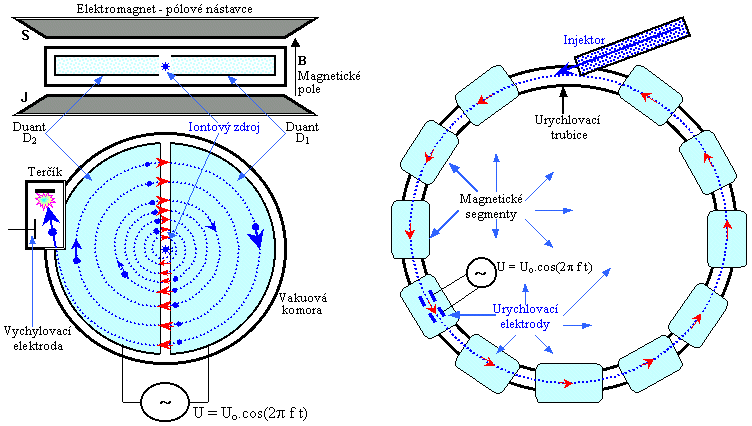 Elektromagnet - pólové nástavce
S
B
Magnetické
pole
J
Duant
D2
Iontový zdroj
Duant
D1
Terčík
Vychylovací
elektroda
Vakuová
komora
~
U = Uo.cos(2π f t)
Injektor
Urychlovací
trubice
Magnetické
segmenty
~
U = Uo.cos(2π f t)
Urychlovací
elektrody